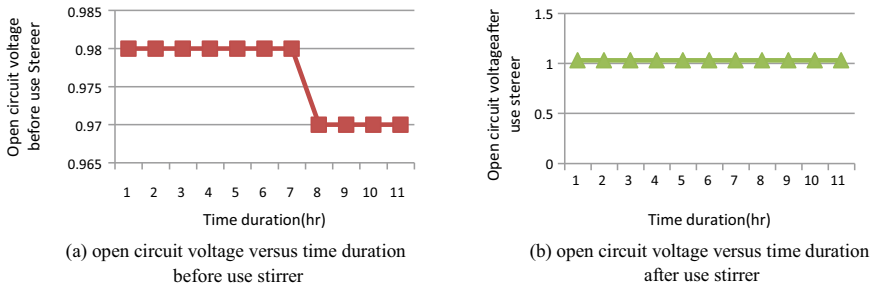 Open circuit voltage
before use Stereer
0.985
0.98
0.975
0.97
0.965
1 2 3 4 5 6 7 8 9 10 11
Time duration(hr)
(a) open circuit voltage versus time duration
before use stirrer
Open circuit voltageafter
use stereer
1.5
1
0.5
0
1 2 3 4 5 6 7 8 9 10 11
Time duration(hr)
(b) open circuit voltage versus time duration
after use stirrer